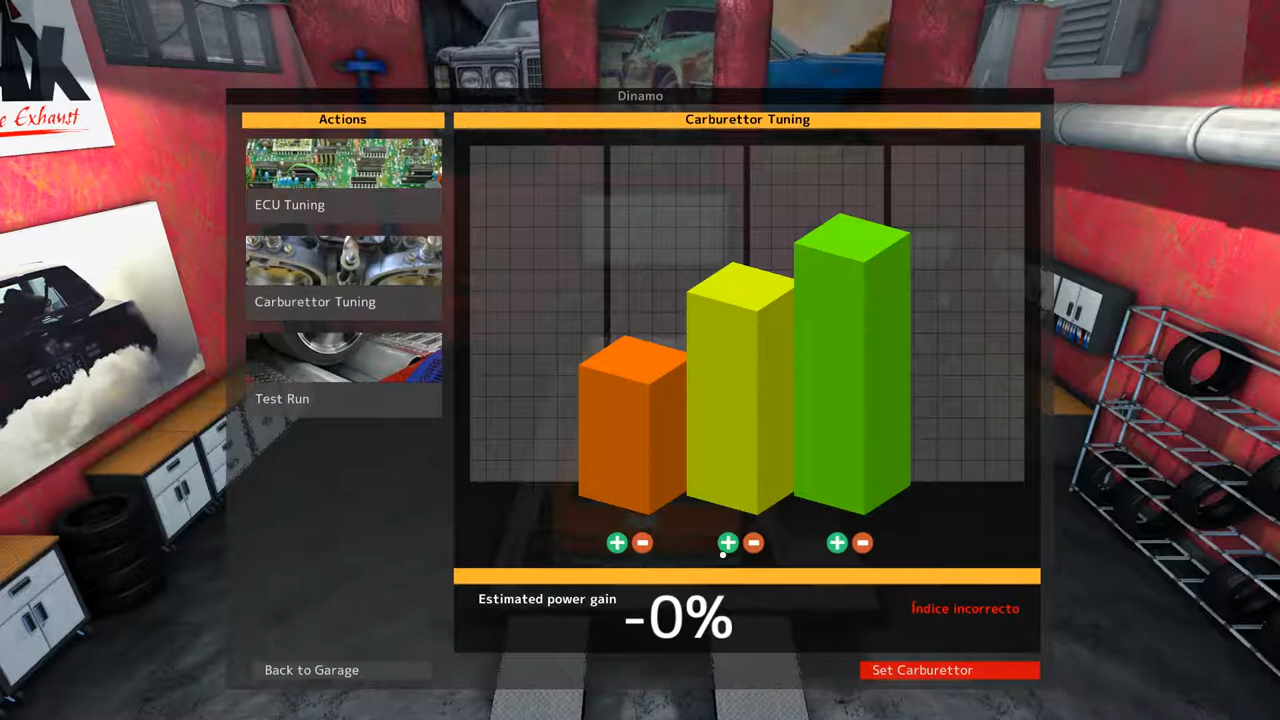 e Exhaust
Dinamo
Actions
Carburettor Tuning
ECU Tuning
Carburettor Tuning
Test Run
Estimated power gain
-0%
Índice incorrecto
Back to Garage
Set Carburettor